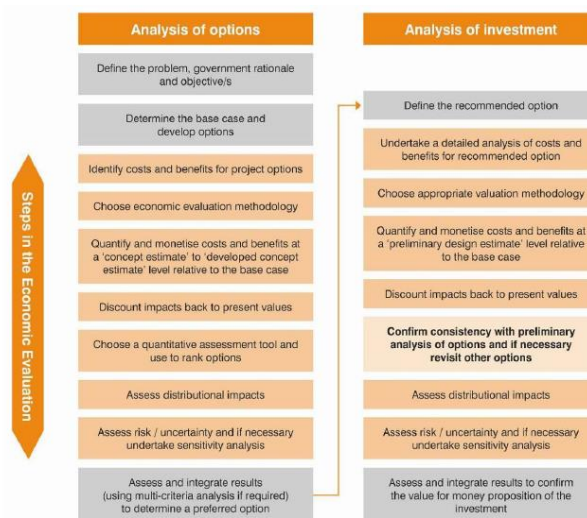 Analysis of options
Define the problem, government rationale
and objective/s
Determine the base case and
develop options
Identify costs and benefits for project options
Choose economic evaluation methodology
Quantify and monetise costs and benefits at
a ‘concept estimate’ to ‘developed concept
estimate’ level relative to the base case
Discount impacts back to present values
Choose a quantitative assessment tool and
use to rank options
Assess distributional impacts
Assess risk / uncertainty and if necessary
undertake sensitivity analysis
Assess and integrate results
(using multi-criteria analysis if required)
to determine a preferred option
Analysis of investment
Define the recommended option
Undertake a detailed analysis of costs and
benefits for recommended option
Choose appropriate valuation methodology
Quantify and monetise costs and benefits at
a ‘preliminary design estimate’ level relative
to the base case
Discount impacts back to present values
Confirm consistency with preliminary
analysis of options and if necessary
revisit other options
Assess distributional impacts
Assess risk / uncertainty and if necessary
undertake sensitivity analysis
Assess and integrate results to confirm
the value for money proposition of the
investment
Steps in the Economic Evaluation